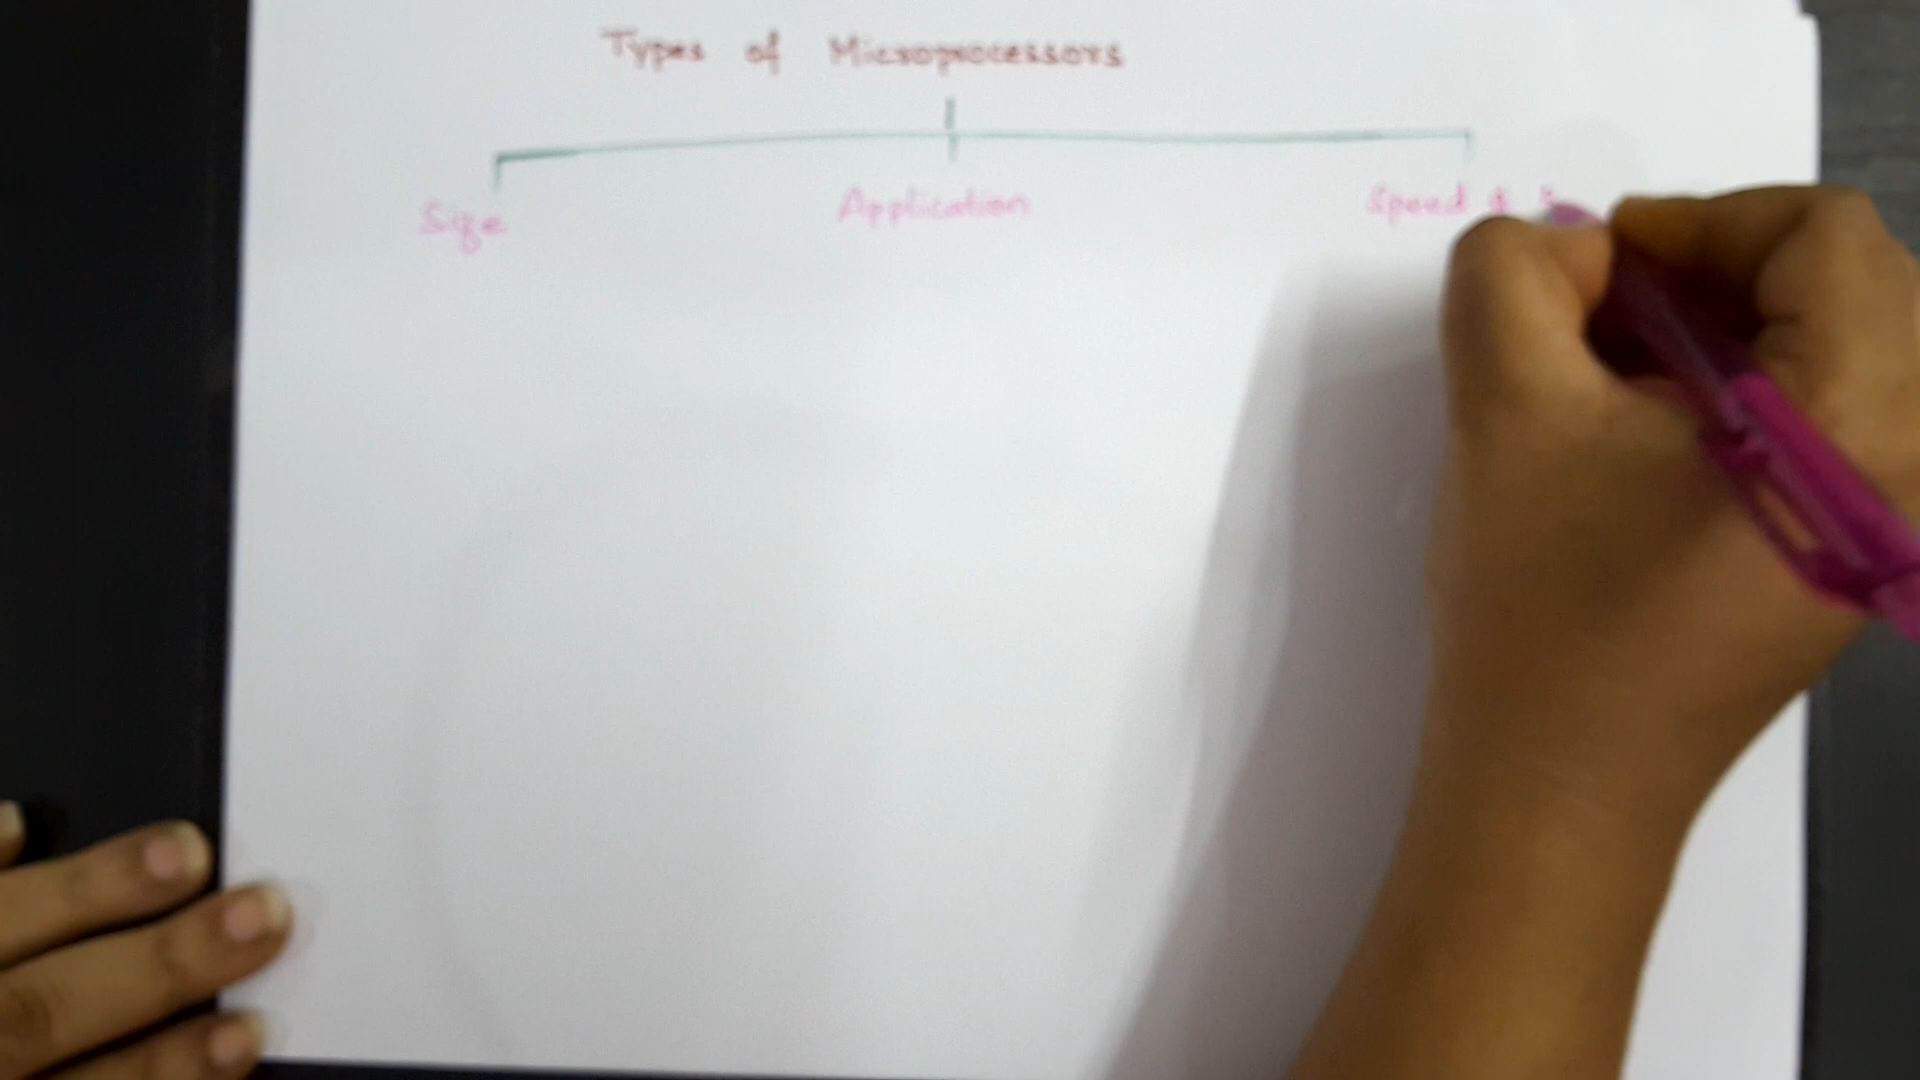 Types of Microprocessors
Size Application Speed &